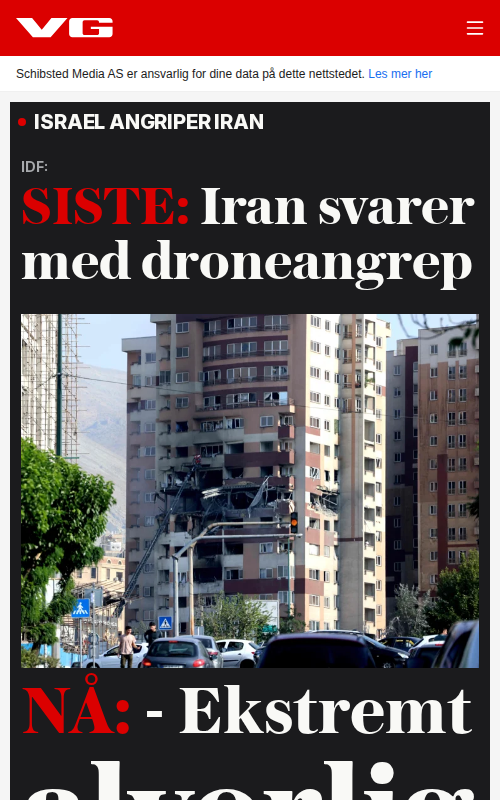 VG
Schibsted Media AS er ansvarlig for dine data på dette nettstedet. Les mer her
ISRAEL ANGRIPER IRAN
IDF:
SISTE: Iran svarer
med droneangrep
NÅ: - Ekstremt
alvorlig